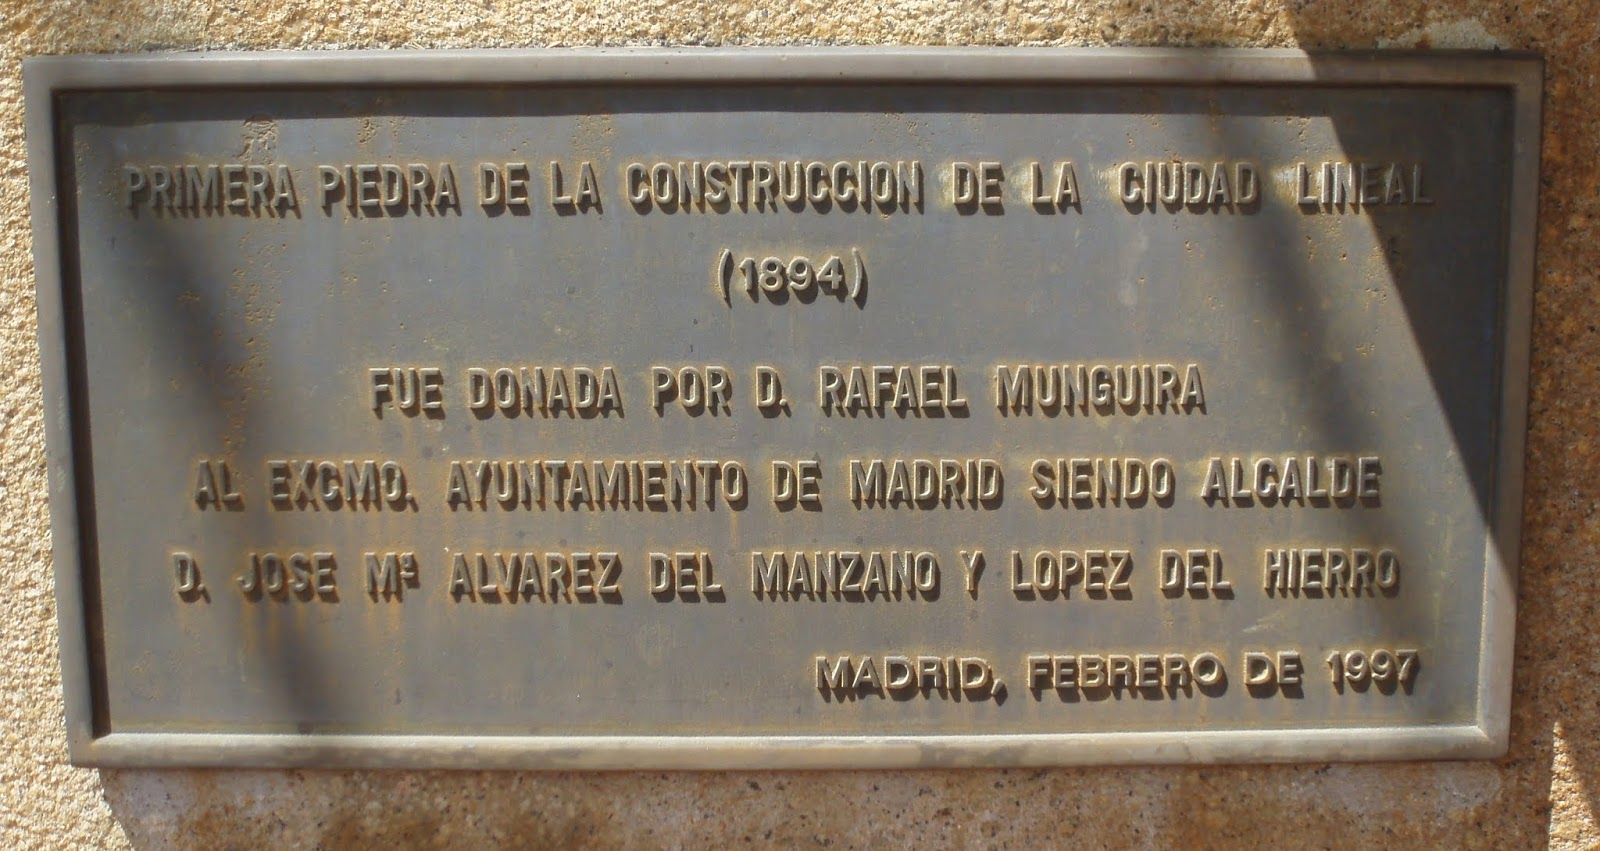 PRIMERA PIEDRA DE LA CONSTRUCCION DE LA CIUDAD LINEAL
(1894)
FUE DONADA POR D. RAFAEL MUNGUIRA
AL EXCMO. AYUNTAMIENTO DE MADRID SIENDO ALCALDE
D. JOSE Mª ALVAREZ DEL MANZANO Y LOPEZ DEL HIERRO
MADRID, FEBRERO DE 1997